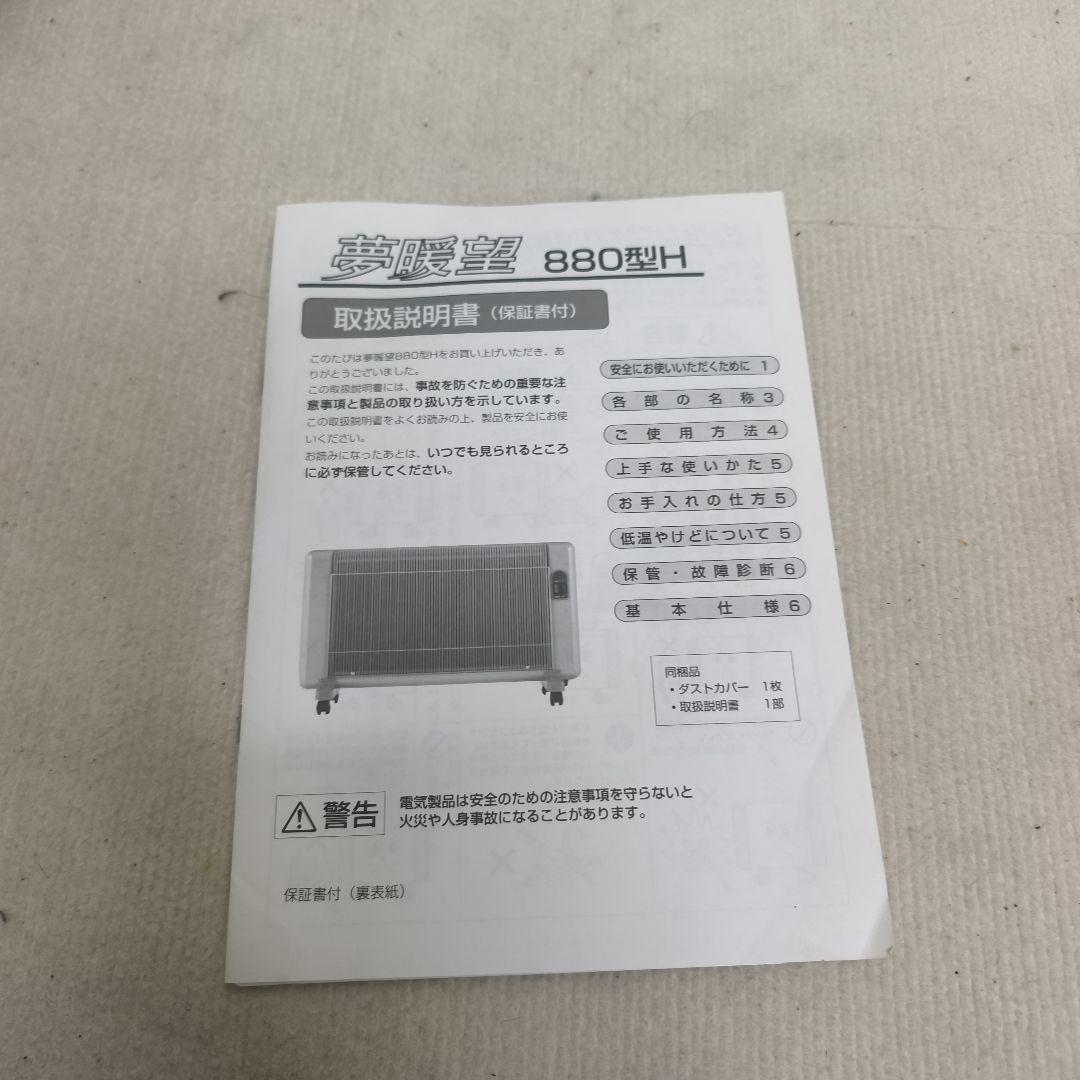 夢暖望 880型H
取扱説明書（保証書付）
このたびは夢暖望880型Hをお買い上げいただき、あ
りがとうございました。
この取扱説明書には、事故を防ぐための重要な注
意事項と製品の取り扱い方を示しています。
この取扱説明書をよくお読みの上、製品を安全にお使
いください。
お読みになったあとは、いつでも見られるところ
に必ず保管してください。
安全にお使いいただくために 1
各部の名称 3
ご使用方法 4
上手な使いかた 5
お手入れの仕方 5
低温やけどについて 5
保管・故障診断 6
基本仕様 6
同梱品
・ダストカバー 1枚
・取扱説明書 1部
警告
電気製品は安全のための注意事項を守らないと
火災や人身事故になることがあります。
保証書付（裏表紙）